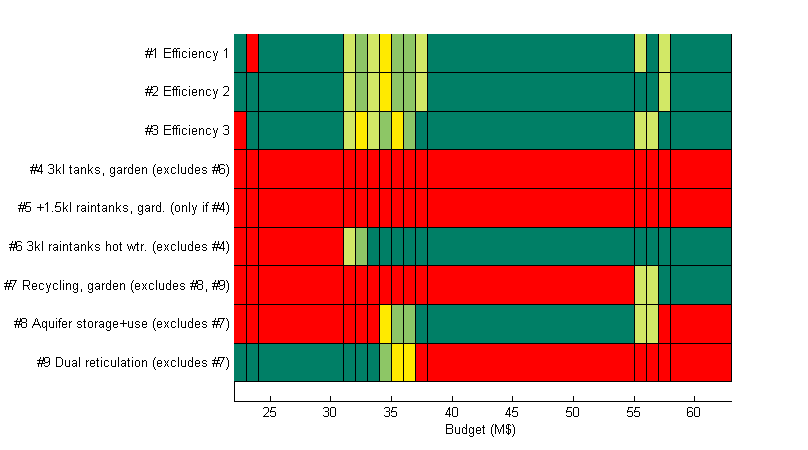 #1 Efficiency 1
#2 Efficiency 2
#3 Efficiency 3
#4 3kl tanks, garden (excludes #6)
#5 +1.5kl raintanks, gard. (only if #4)
#6 3kl raintanks hot wtr. (excludes #4)
#7 Recycling, garden (excludes #8, #9)
#8 Aquifer storage+use (excludes #7)
#9 Dual reticulation (excludes #7)
25 30 35 40 45 50 55 60
Budget (M$)